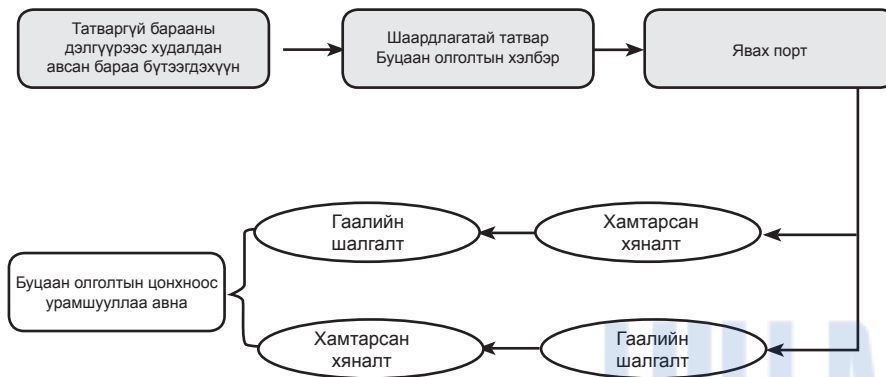 Татваргүй барааны
дэлгүүрээс худалдан
авсан бараа бүтээгдэхүүн
Шаардлагатай татвар
Буцаан олголтын хэлбэр
Явах порт
Гаалийн
шалгалт
Хамтарсан
хяналт
Буцаан олголтын цонхноос
урамшууллаа авна
Хамтарсан
хяналт
Гаалийн
шалгалт